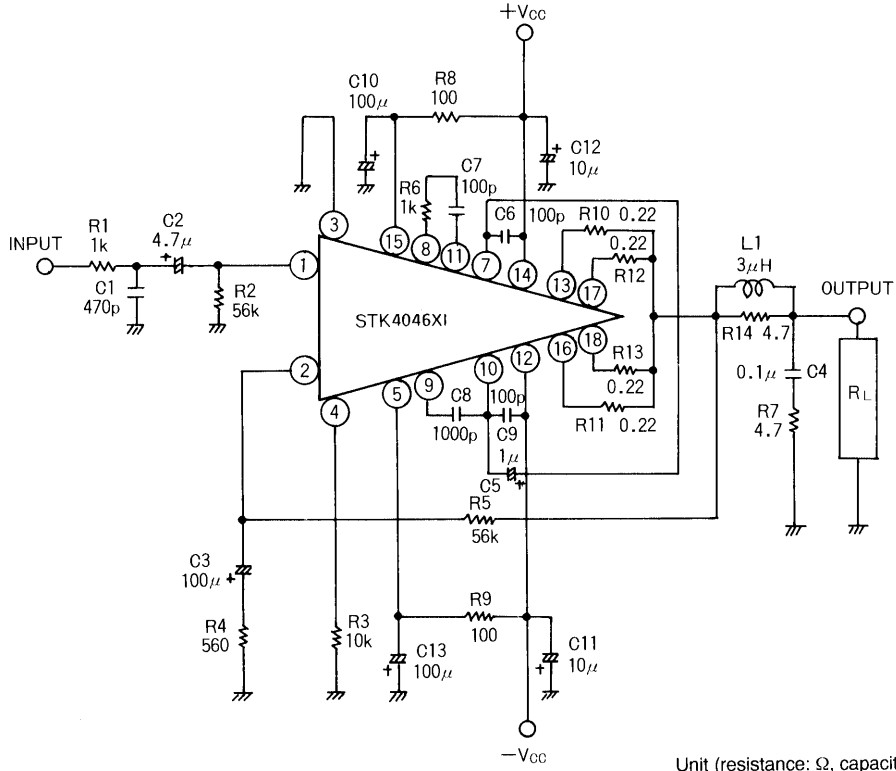 +VCC
C10
100μ
R8
100
C12
10μ
C7
100p
R6
1k
C6
100p
R10 0.22
0.22
R12
L1
3μH
OUTPUT
R14 4.7
INPUT
R1
1k
C2
4.7μ
C1
470p
R2
56k
3
15
8
11
7
14
13
17
1
STK4046XI
2
4
5
9
10
12
16
18
R13
0.22
R11 0.22
C8
1000p
100p
C9
1μ
C5
0.1μ C4
R7
4.7
RL
R5
56k
C3
100μ
R4
560
R3
10k
R9
100
C13
100μ
C11
10μ
−VCC
Unit (resistance: Ω, capacit